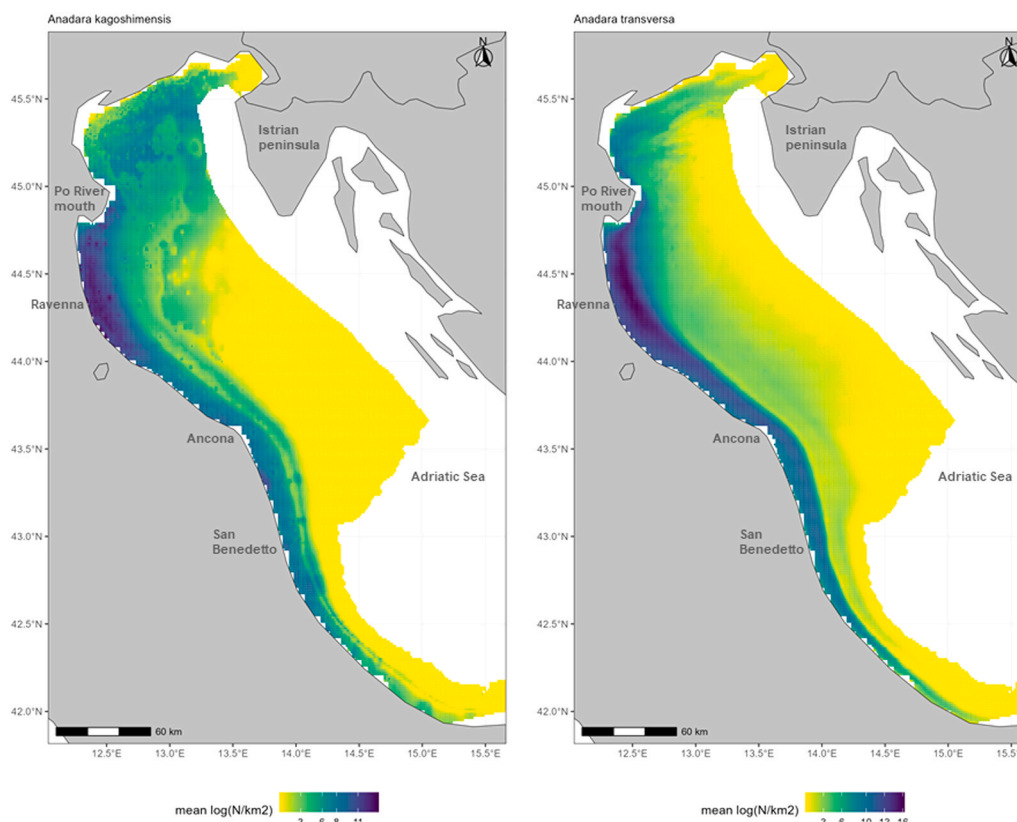 Anadara kagoshimensis
N
45.5°N
Istrian
peninsula
45.0°N
Po River
mouth
44.5°N
Ravenna
44.0°N
Ancona
43.5°N
Adriatic Sea
San
Benedetto
43.0°N
42.5°N
42.0°N
60 km
12.5°E 13.0°E 13.5°E 14.0°E 14.5°E 15.0°E 15.5°E
mean log(N/km2)
3 6 8 11
Anadara transversa
N
45.5°N
Istrian
peninsula
45.0°N
Po River
mouth
44.5°N
Ravenna
44.0°N
Ancona
43.5°N
Adriatic Sea
San
Benedetto
43.0°N
42.5°N
42.0°N
60 km
12.5°E 13.0°E 13.5°E 14.0°E 14.5°E 15.0°E
mean log(N/km2)
3 6 10 13 16